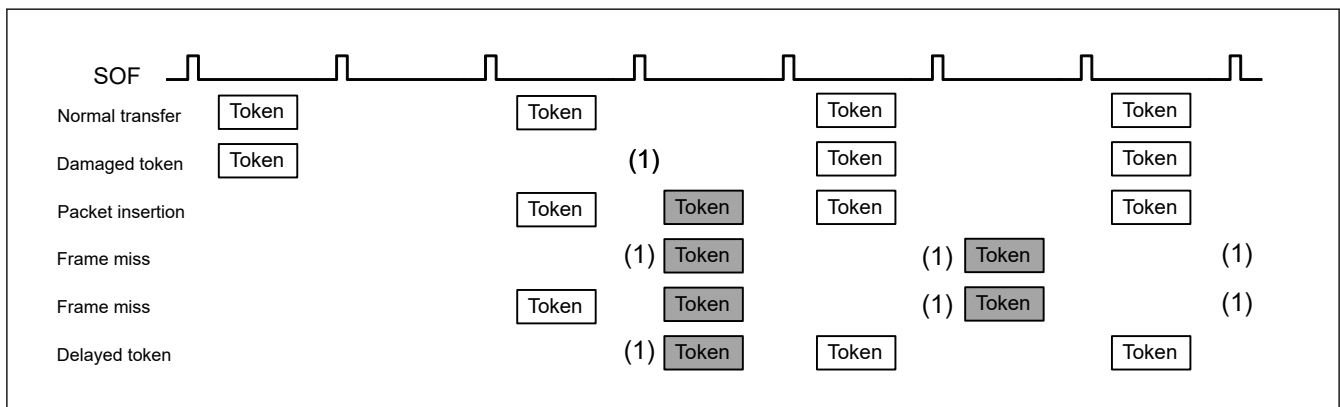 SOF
Normal transfer Token Token Token Token
Damaged token Token (1) Token Token
Packet insertion Token Token Token Token
Frame miss (1) Token (1) Token (1)
Frame miss Token Token (1) Token (1)
Delayed token (1) Token Token Token